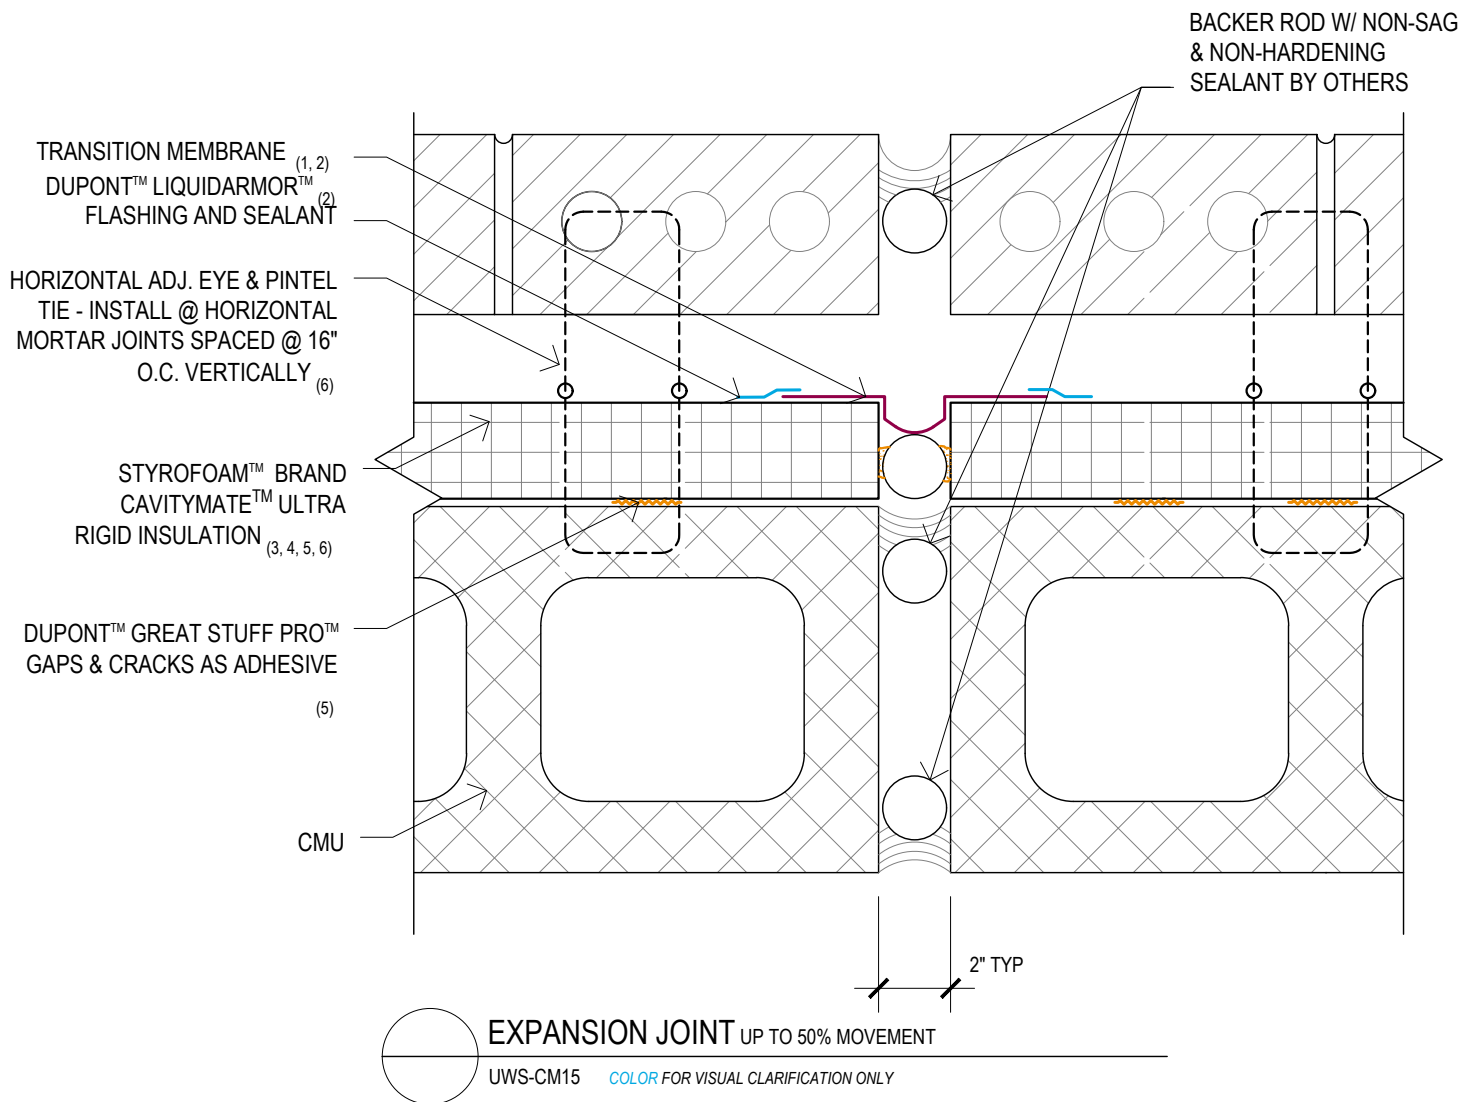 BACKER ROD W/ NON-SAG
& NON-HARDENING
SEALANT BY OTHERS
TRANSITION MEMBRANE (1, 2)
DUPONT™ LIQUIDARMOR™ (2)
FLASHING AND SEALANT
HORIZONTAL ADJ. EYE & PINTEL
TIE - INSTALL @ HORIZONTAL
MORTAR JOINTS SPACED @ 16"
O.C. VERTICALLY (6)
STYROFOAM™ BRAND
CAVITYMATE™ ULTRA
RIGID INSULATION (3, 4, 5, 6)
DUPONT™ GREAT STUFF PRO™
GAPS & CRACKS AS ADHESIVE
(5)
CMU
2" TYP
EXPANSION JOINT UP TO 50% MOVEMENT
UWS-CM15 COLOR FOR VISUAL CLARIFICATION ONLY